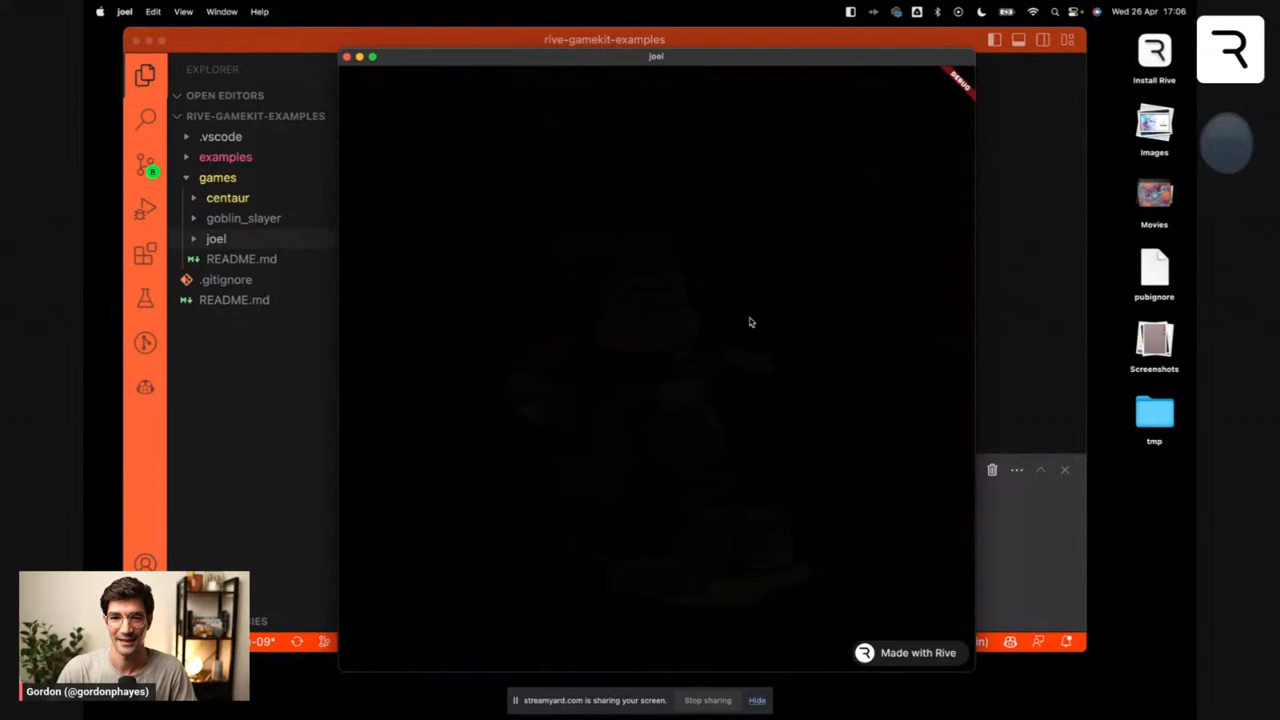 joel Edit View Window Help
Wed 26 Apr 17:06
rive-gamekit-examples
joel
DEBUG
EXPLORER
OPEN EDITORS
RIVE-GAMEKIT-EXAMPLES
.vscode
examples
games
centaur
goblin_slayer
joel
README.md
.gitignore
README.md
8
Install Rive
Images
Movies
pubignore
Screenshots
tmp
Made with Rive
Gordon (@gordonphayes)
streamyard.com is sharing your screen. Stop sharing Hide